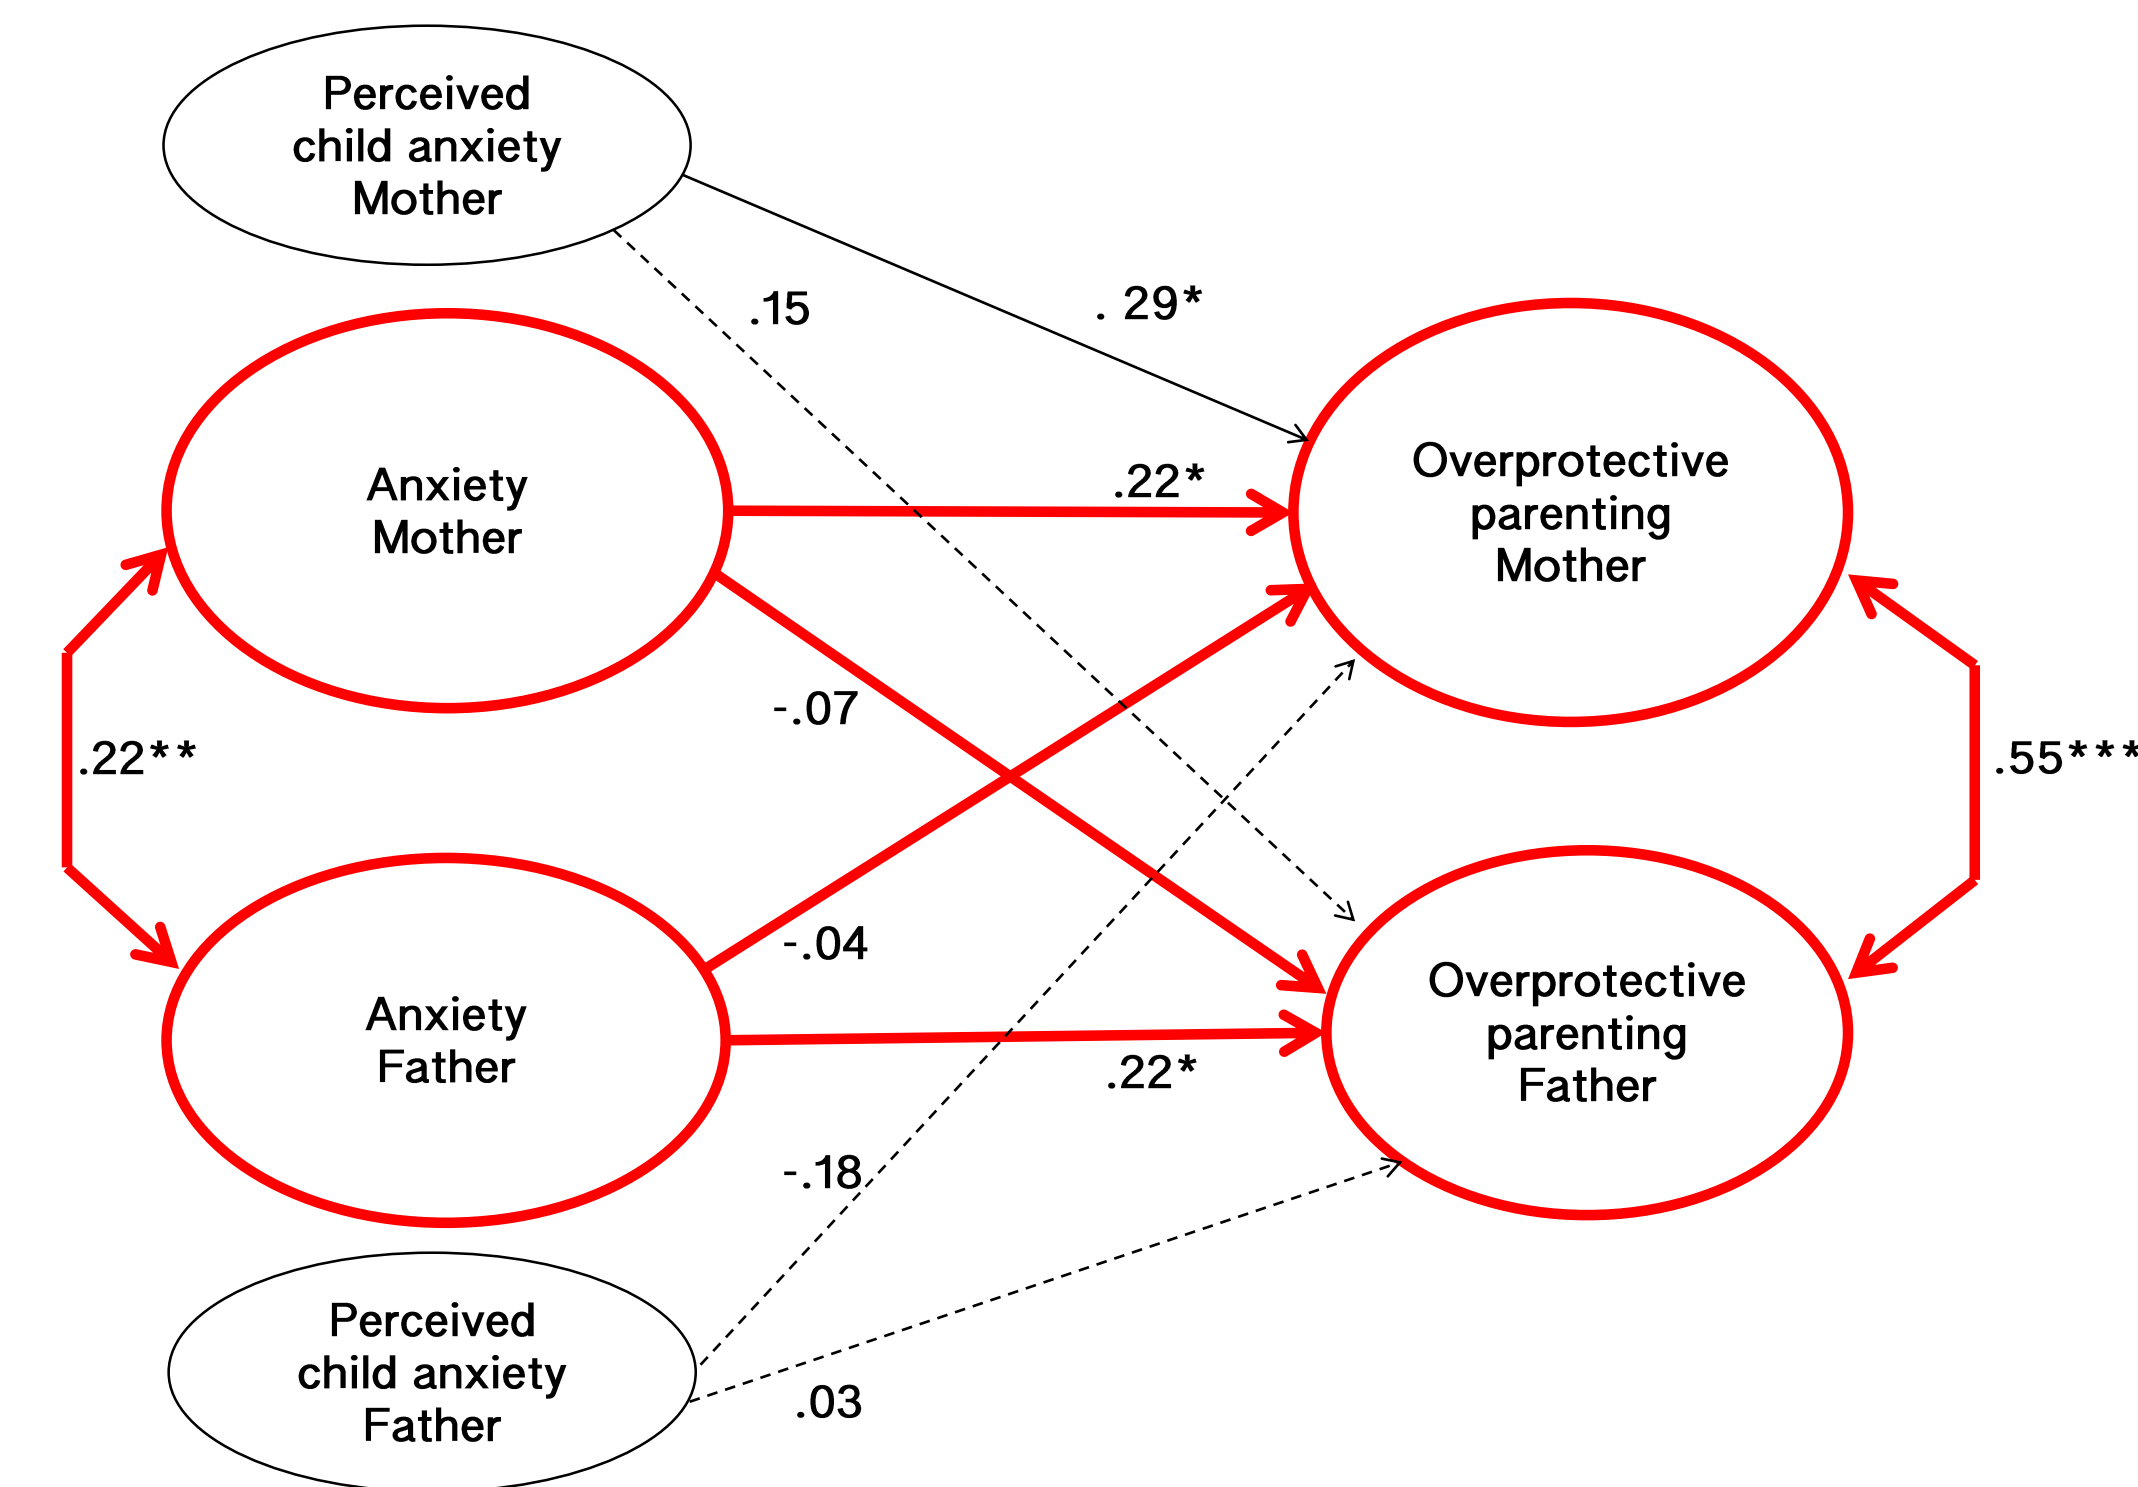 Perceived
child anxiety
Mother
.15
. 29*
Anxiety
Mother
.22*
Overprotective
parenting
Mother
-.07
.22**
.55***
-.04
Anxiety
Father
.22*
Overprotective
parenting
Father
-.18
Perceived
child anxiety
Father
.03